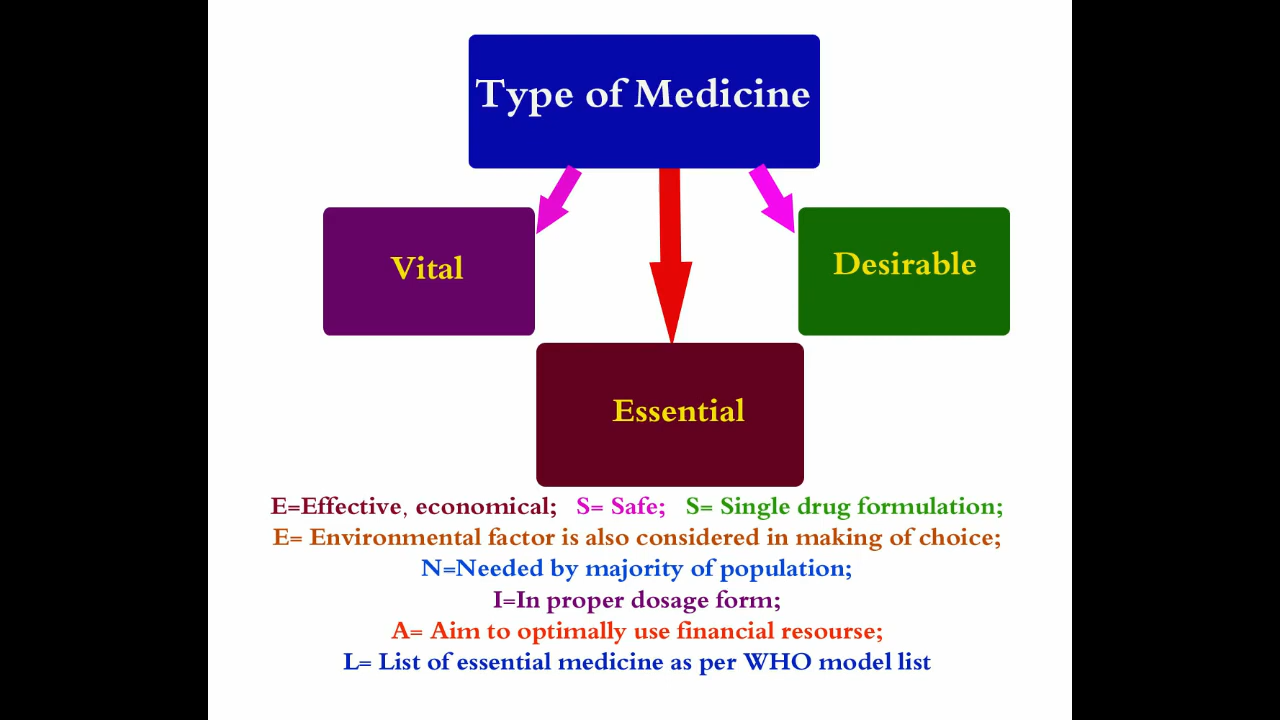 Type of Medicine
Vital
Desirable
Essential
E=Effective, economical; S= Safe; S= Single drug formulation;
E= Environmental factor is also considered in making of choice;
N=Needed by majority of population;
I=In proper dosage form;
A= Aim to optimally use financial resourse;
L= List of essential medicine as per WHO model list